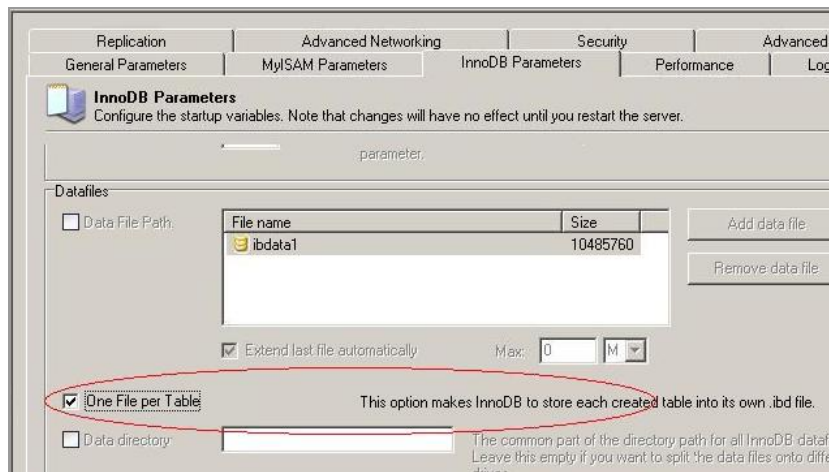 Replication Advanced Networking Security Advanced
General Parameters MyISAM Parameters InnoDB Parameters Performance Log
InnoDB Parameters
Configure the startup variables. Note that changes will have no effect until you restart the server.
parameter.
Datafiles
Data File Path:
File name Size
Add data file
ibdata1 10485760
Remove data file
Extend last file automatically Max: 0 M
One File per Table This option makes InnoDB to store each created table into its own .ibd file.
Data directory: The common part of the directory path for all InnoDB dataf
Leave this empty if you want to split the data files onto diffe